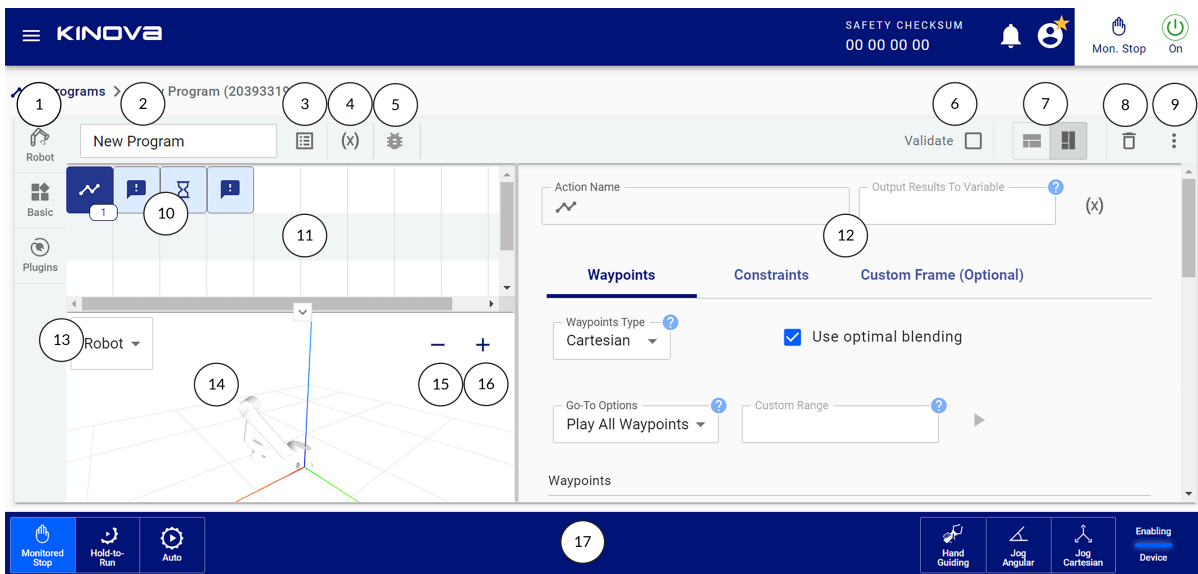 KINOVA
SAFETY CHECKSUM
00 00 00 00
Mon. Stop
On
Program (20393319
1
2
3
4
5
6
7
8
9
Robot
New Program
(x)
Validate
Basic
Plugins
1
10
11
Action Name
Output Results To Variable
?
(x)
12
Waypoints
Constraints
Custom Frame (Optional)
Waypoints Type
?
Cartesian
Use optimal blending
13
Robot
14
15
16
Go-To Options
?
Play All Waypoints
Custom Range
?
Waypoints
Monitored
Stop
Hold-to-
Run
Auto
17
Hand
Guiding
Jog
Angular
Jog
Cartesian
Enabling
Device